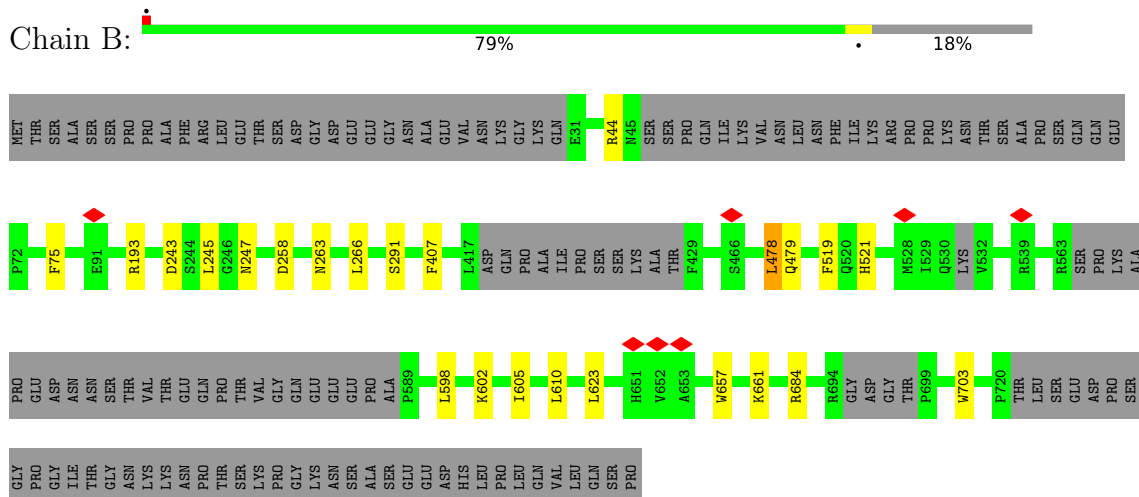 Chain B:
79%
•
18%
MET THR SER ALA SER SER PRO PRO ALA PHE ARG LEU GLU THR SER ASP GLY ASP GLU GLU GLY ASN ALA GLU VAL ASN LYS GLY LYS GLN E31 R44 N45 SER SER PRO GLN ILE LYS VAL ASN LEU ASN PHE ILE LYS ARG PRO PRO LYS ASN THR SER ALA PRO SER GLN GLN GLU
P72 F75 E91 R193 D243 S244 L245 G246 N247 D258 N263 L266 S291 F407 L417 ASP GLN PRO ALA ILE PRO SER SER LYS ALA THR F429 S466 L478 Q479 F519 Q520 H521 M528 I529 Q530 LYS V532 R539 R563 SER PRO LYS ALA
PRO GLU ASP ASN ASN SER THR VAL THR GLU GLN PRO THR VAL GLY GLN GLU GLU GLU PRO ALA P589 L598 K602 I605 L610 L623 H651 V652 A653 W657 K661 R684 R694 GLY ASP GLY THR P699 W703 P720 THR LEU SER GLU ASP PRO SER
GLY PRO GLY ILE THR GLY ASN LYS LYS ASN PRO THR SER LYS PRO GLY LYS ASN SER ALA SER GLU GLU ASP HIS LEU PRO LEU GLN VAL LEU GLN SER PRO